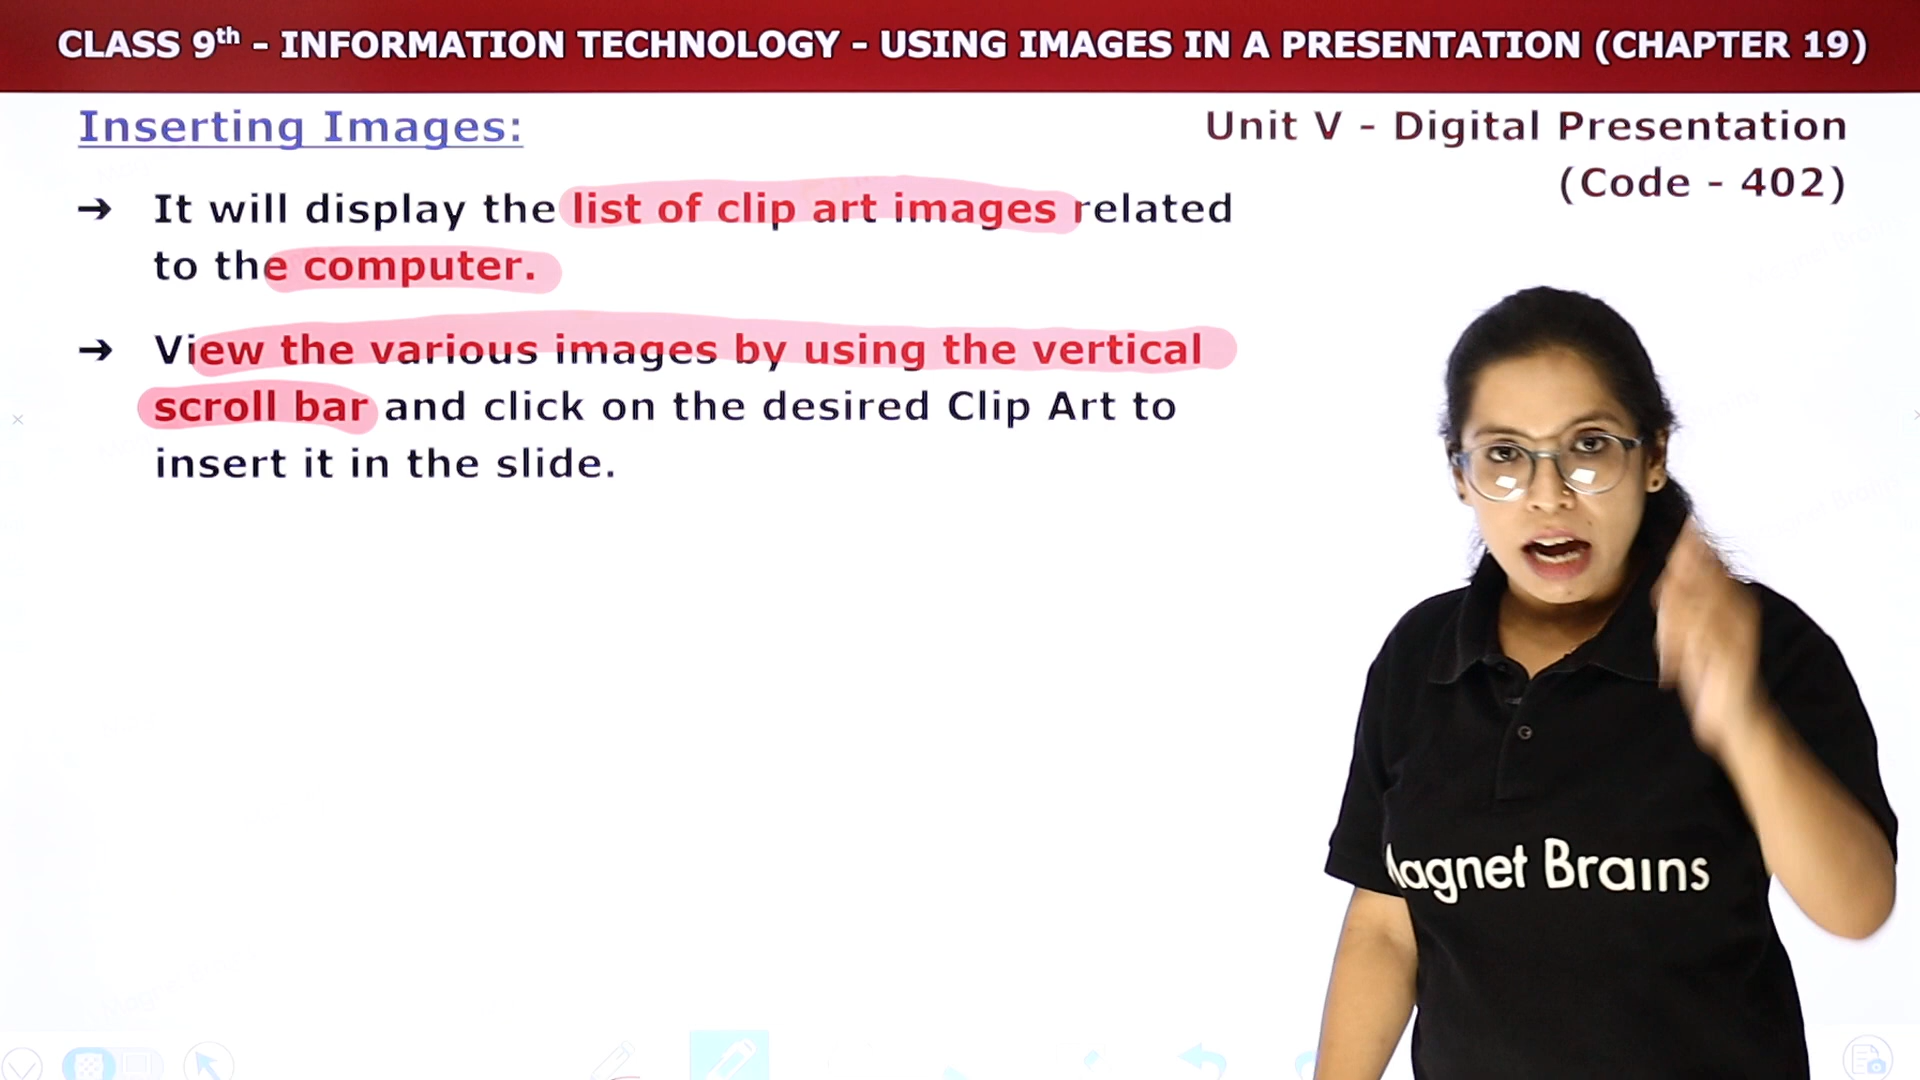 CLASS 9th - INFORMATION TECHNOLOGY - USING IMAGES IN A PRESENTATION (CHAPTER 19)
Inserting Images:
Unit V - Digital Presentation
(Code - 402)
➔ It will display the list of clip art images related
to the computer.
➔ View the various images by using the vertical
scroll bar and click on the desired Clip Art to
insert it in the slide.
Magnet Brains